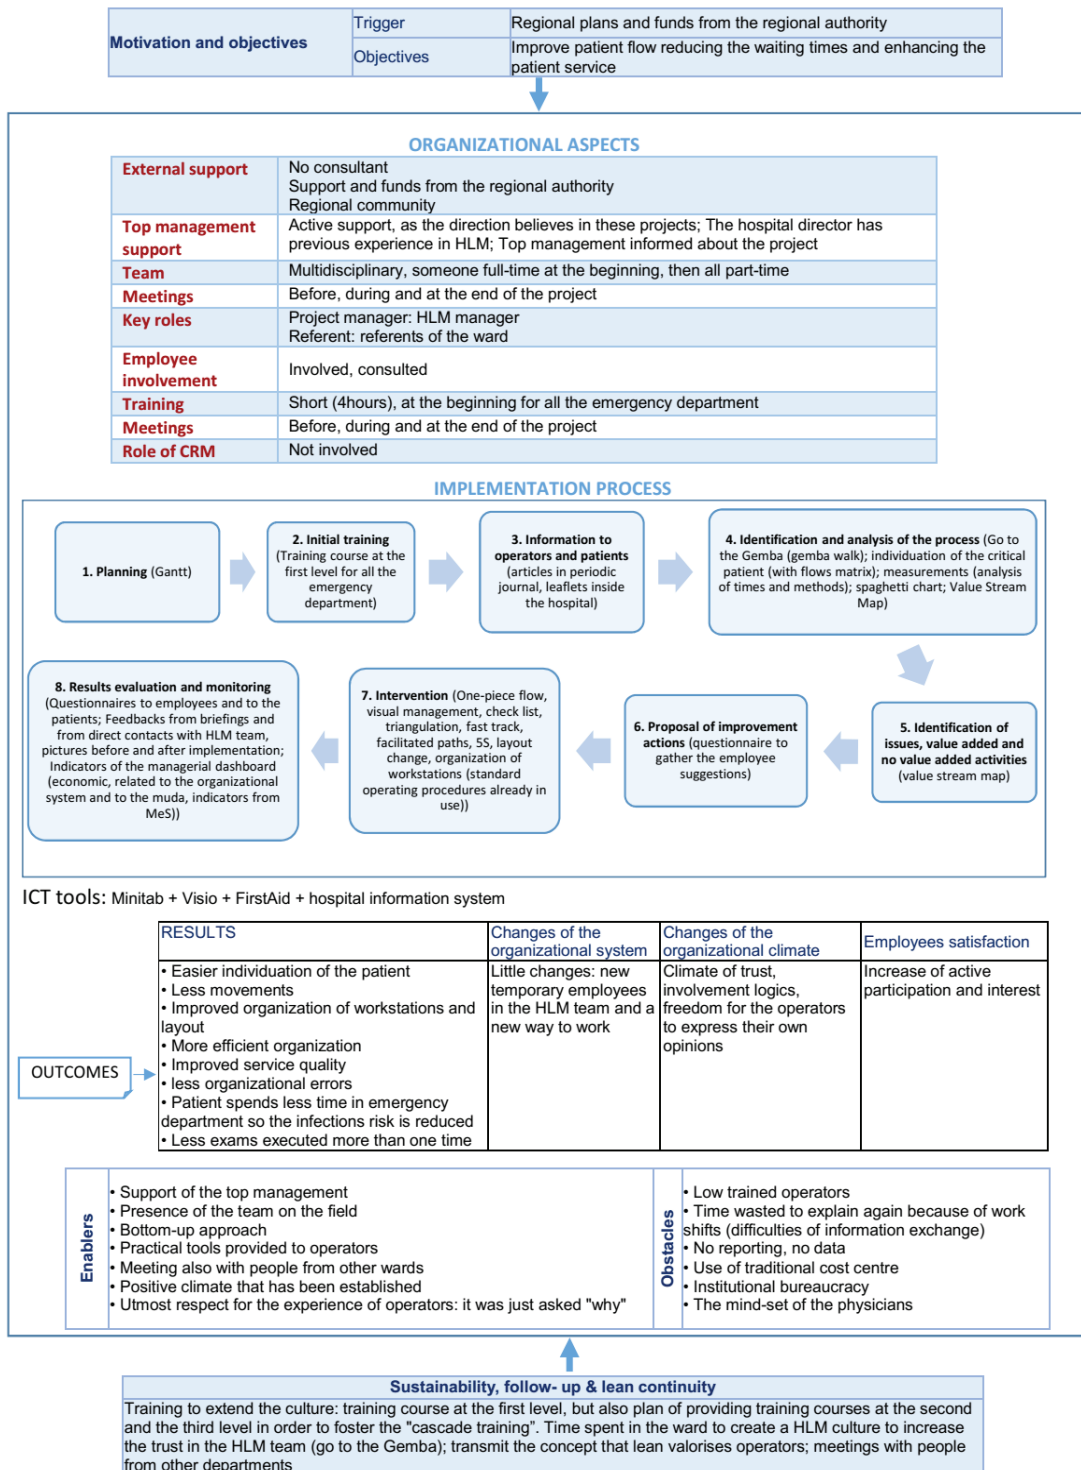 Motivation and objectives
Trigger
Regional plans and funds from the regional authority
Objectives
Improve patient flow reducing the waiting times and enhancing the
patient service
ORGANIZATIONAL ASPECTS
External support
No consultant
Support and funds from the regional authority
Regional community
Top management
support
Active support, as the direction believes in these projects; The hospital director has
previous experience in HLM; Top management informed about the project
Team
Multidisciplinary, someone full-time at the beginning, then all part-time
Meetings
Before, during and at the end of the project
Key roles
Project manager: HLM manager
Referent: referents of the ward
Employee
involvement
Involved, consulted
Training
Short (4hours), at the beginning for all the emergency department
Meetings
Before, during and at the end of the project
Role of CRM
Not involved
IMPLEMENTATION PROCESS
1. Planning (Gantt)
2. Initial training
(Training course at the
first level for all the
emergency
department)
3. Information to
operators and patients
(articles in periodic
journal, leaflets inside
the hospital)
4. Identification and analysis of the process (Go to
the Gemba (gemba walk); individuation of the critical
patient (with flows matrix); measurements (analysis
of times and methods); spaghetti chart; Value Stream
Map)
5. Identification of
issues, value added and
no value added activities
(value stream map)
6. Proposal of improvement
actions (questionnaire to
gather the employee
suggestions)
7. Intervention (One-piece flow,
visual management, check list,
triangulation, fast track,
facilitated paths, 5S, layout
change, organization of
workstations (standard
operating procedures already in
use))
8. Results evaluation and monitoring
(Questionnaires to employees and to the
patients; Feedbacks from briefings and
from direct contacts with HLM team,
pictures before and after implementation;
Indicators of the managerial dashboard
(economic, related to the organizational
system and to the muda, indicators from
MeS))
ICT tools: Minitab + Visio + FirstAid + hospital information system
OUTCOMES
RESULTS
• Easier individuation of the patient
• Less movements
• Improved organization of workstations and
layout
• More efficient organization
• Improved service quality
• less organizational errors
• Patient spends less time in emergency
department so the infections risk is reduced
• Less exams executed more than one time
Changes of the
organizational system
Little changes: new
temporary employees
in the HLM team and a
new way to work
Changes of the
organizational climate
Climate of trust,
involvement logics,
freedom for the operators
to express their own
opinions
Employees satisfaction
Increase of active
participation and interest
Enablers
• Support of the top management
• Presence of the team on the field
• Bottom-up approach
• Practical tools provided to operators
• Meeting also with people from other wards
• Positive climate that has been established
• Utmost respect for the experience of operators: it was just asked "why"
Obstacles
• Low trained operators
• Time wasted to explain again because of work
shifts (difficulties of information exchange)
• No reporting, no data
• Use of traditional cost centre
• Institutional bureaucracy
• The mind-set of the physicians
Sustainability, follow- up & lean continuity
Training to extend the culture: training course at the first level, but also plan of providing training courses at the second
and the third level in order to foster the "cascade training". Time spent in the ward to create a HLM culture to increase
the trust in the HLM team (go to the Gemba); transmit the concept that lean valorises operators; meetings with people
from other departments